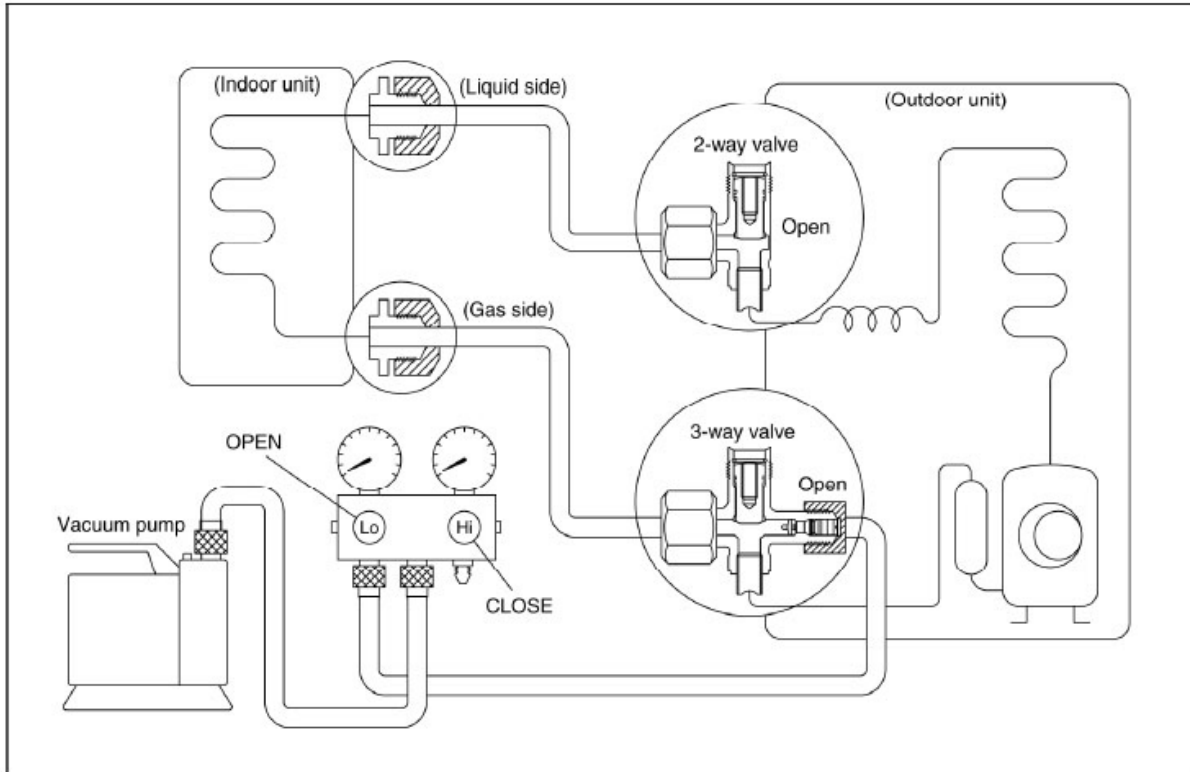 (Indoor unit)
(Liquid side)
(Outdoor unit)
2-way valve
Open
(Gas side)
3-way valve
Open
OPEN
Vacuum pump
Lo
Hi
CLOSE